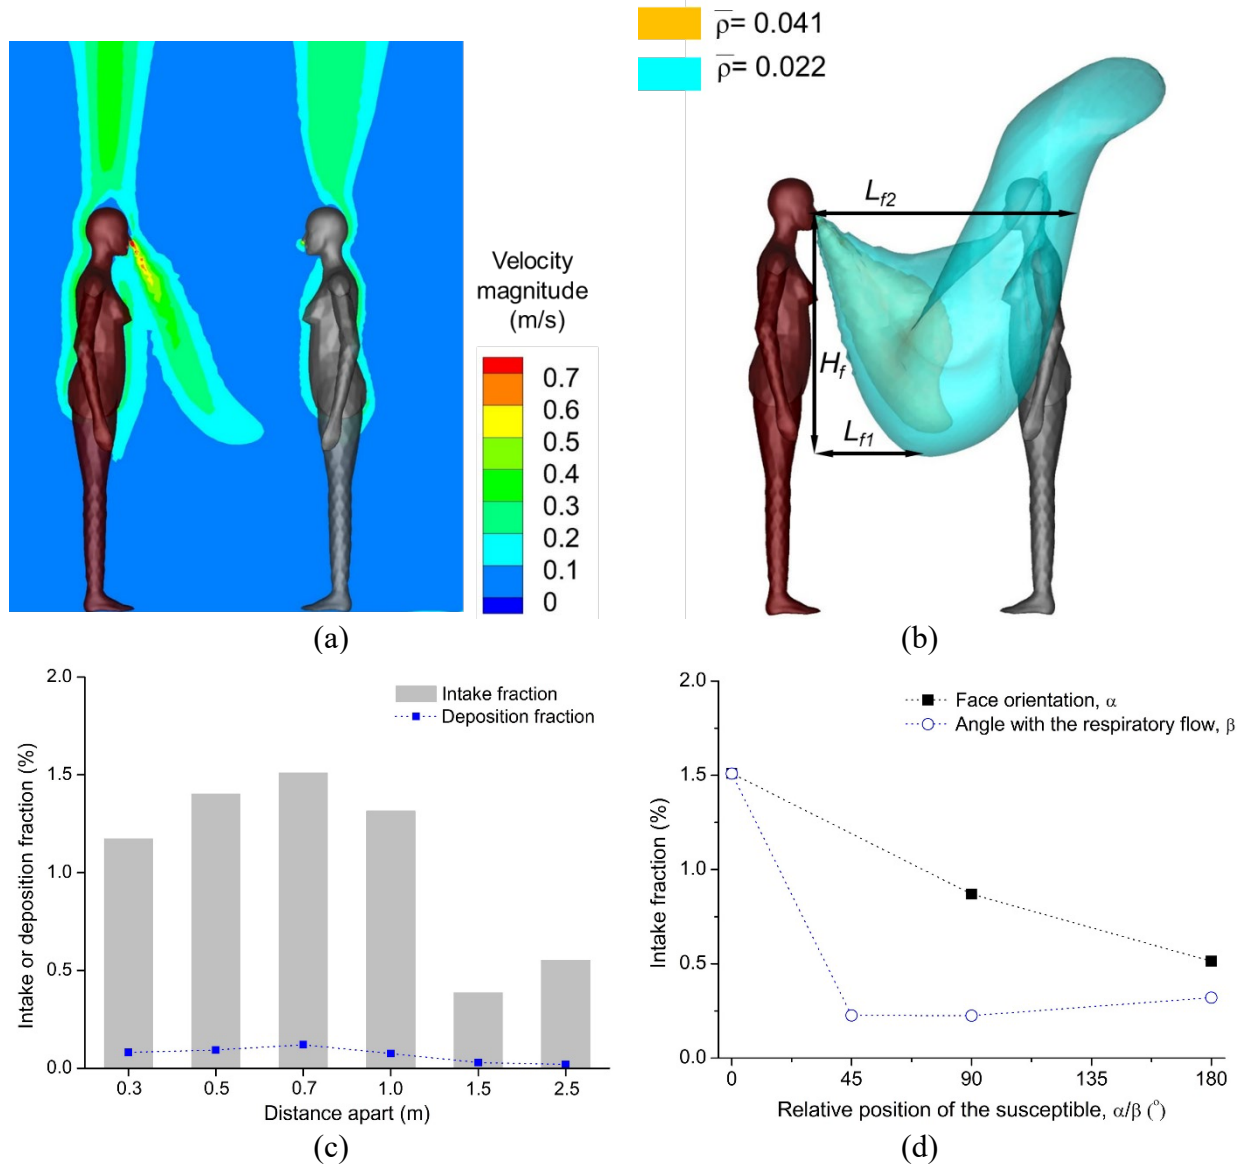 Velocity
magnitude
(m/s)
0.7
0.6
0.5
0.4
0.3
0.2
0.1
0
(a)
ρ̅= 0.041
ρ̅= 0.022
Lf2
Hf
Lf1
(b)
2.0
1.5
1.0
0.5
0.0
Intake or deposition fraction (%)
Intake fraction
Deposition fraction
0.3 0.5 0.7 1.0 1.5 2.5
Distance apart (m)
(c)
2.0
1.5
1.0
0.5
0.0
Intake fraction (%)
Face orientation, α
Angle with the respiratory flow, β
0 45 90 135 180
Relative position of the susceptible, α/β (°)
(d)